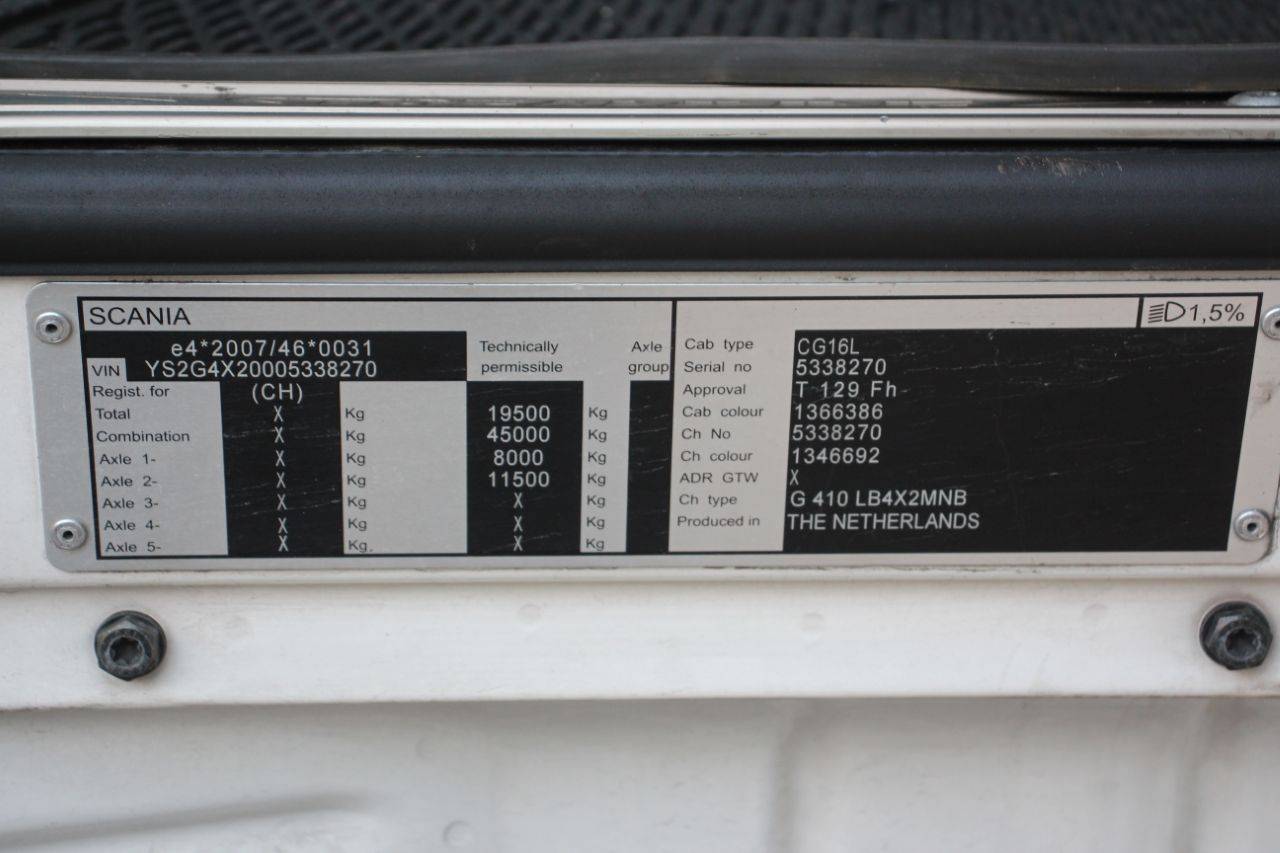 SCANIA
1,5%
e4*2007/46*0031
VIN YS2G4X20005338270
Technically permissible
Axle group
Regist. for (CH)
Total X Kg 19500 Kg
Combination X Kg 45000 Kg
Axle 1- X Kg 8000 Kg
Axle 2- X Kg 11500 Kg
Axle 3- X Kg X Kg
Axle 4- X Kg X Kg
Axle 5- X Kg. X Kg
Cab type CG16L
Serial no 5338270
Approval T 129 Fh
Cab colour 1366386
Ch No 5338270
Ch colour 1346692
ADR GTW X
Ch type G 410 LB4X2MNB
Produced in THE NETHERLANDS